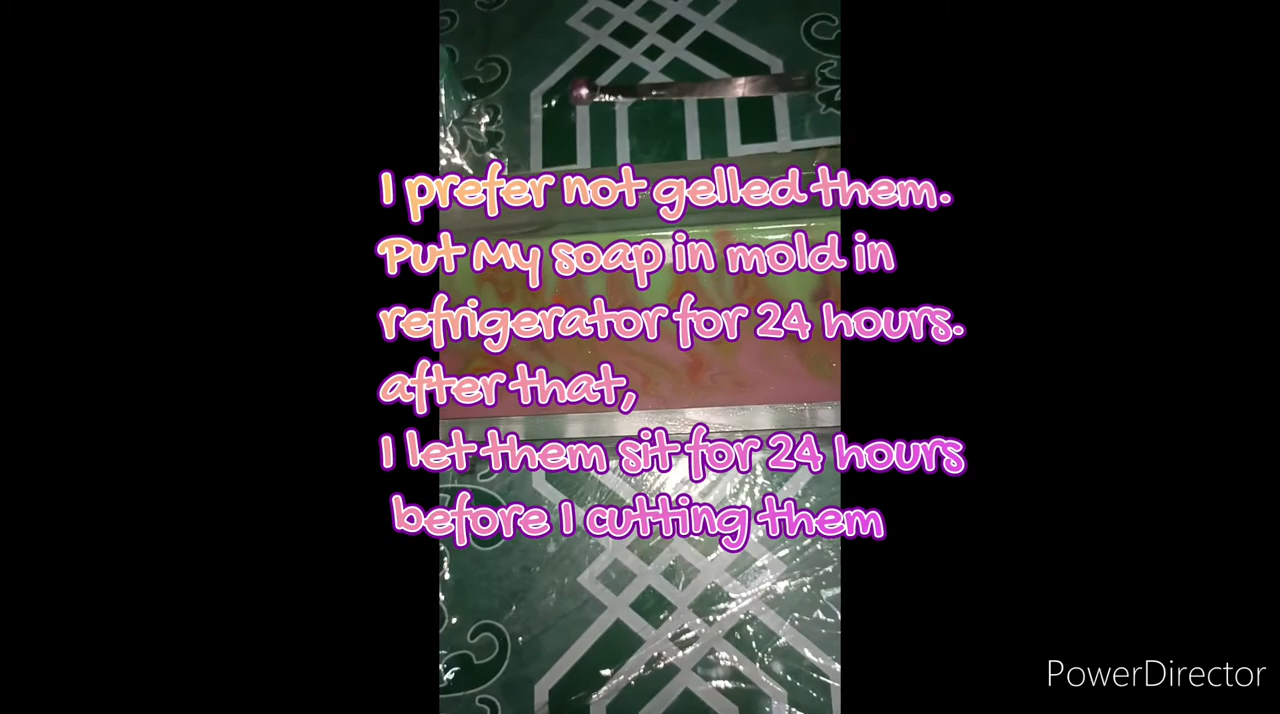 I prefer not gelled them.
Put My soap in mold in
refrigerator for 24 hours.
after that,
I let them sit for 24 hours
before I cutting them
PowerDirector